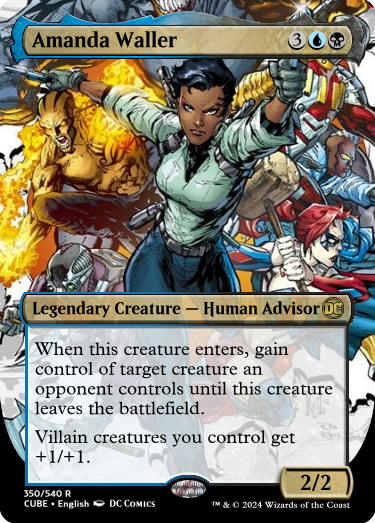 Amanda Waller 3
Legendary Creature — Human Advisor DC
When this creature enters, gain
control of target creature an
opponent controls until this creature
leaves the battlefield.
Villain creatures you control get
+1/+1.
2/2
350/540 R
CUBE • English DC COMICS
™ & © 2024 Wizards of the Coast